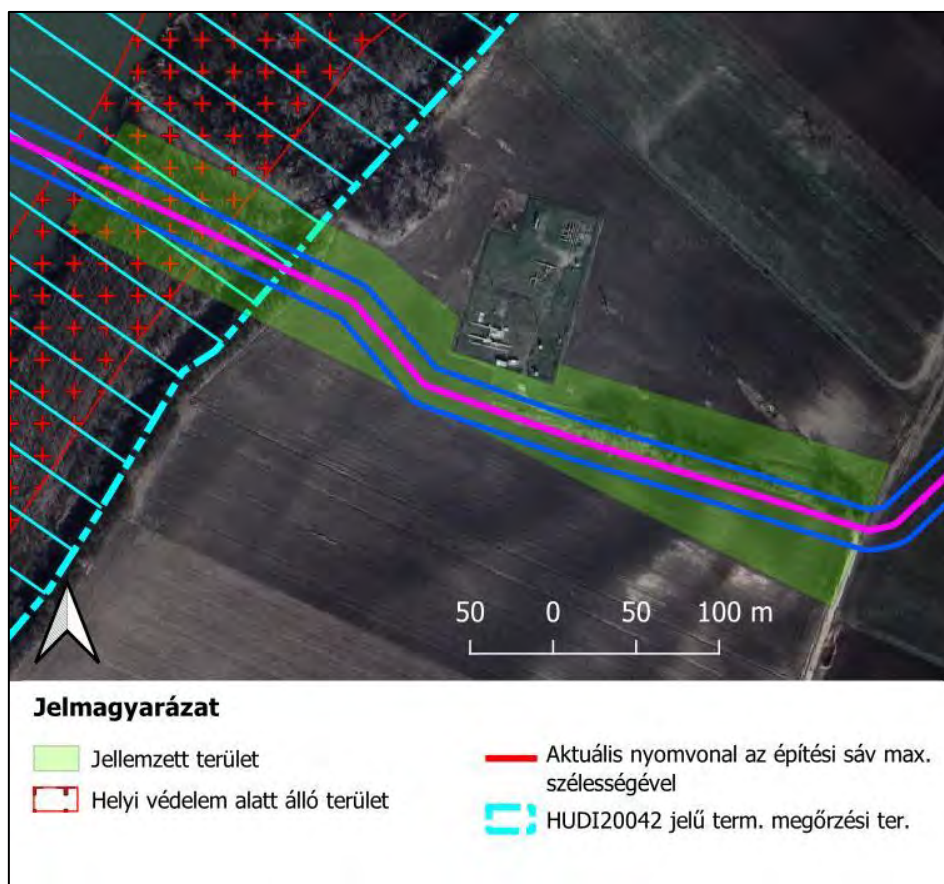 50 0 50 100 m
Jelmagyarázat
Jellemzett terület
Helyi védelem alatt álló terület
Aktuális nyomvonal az építési sáv max.
szélességével
HUDI20042 jelű term. megőrzési ter.